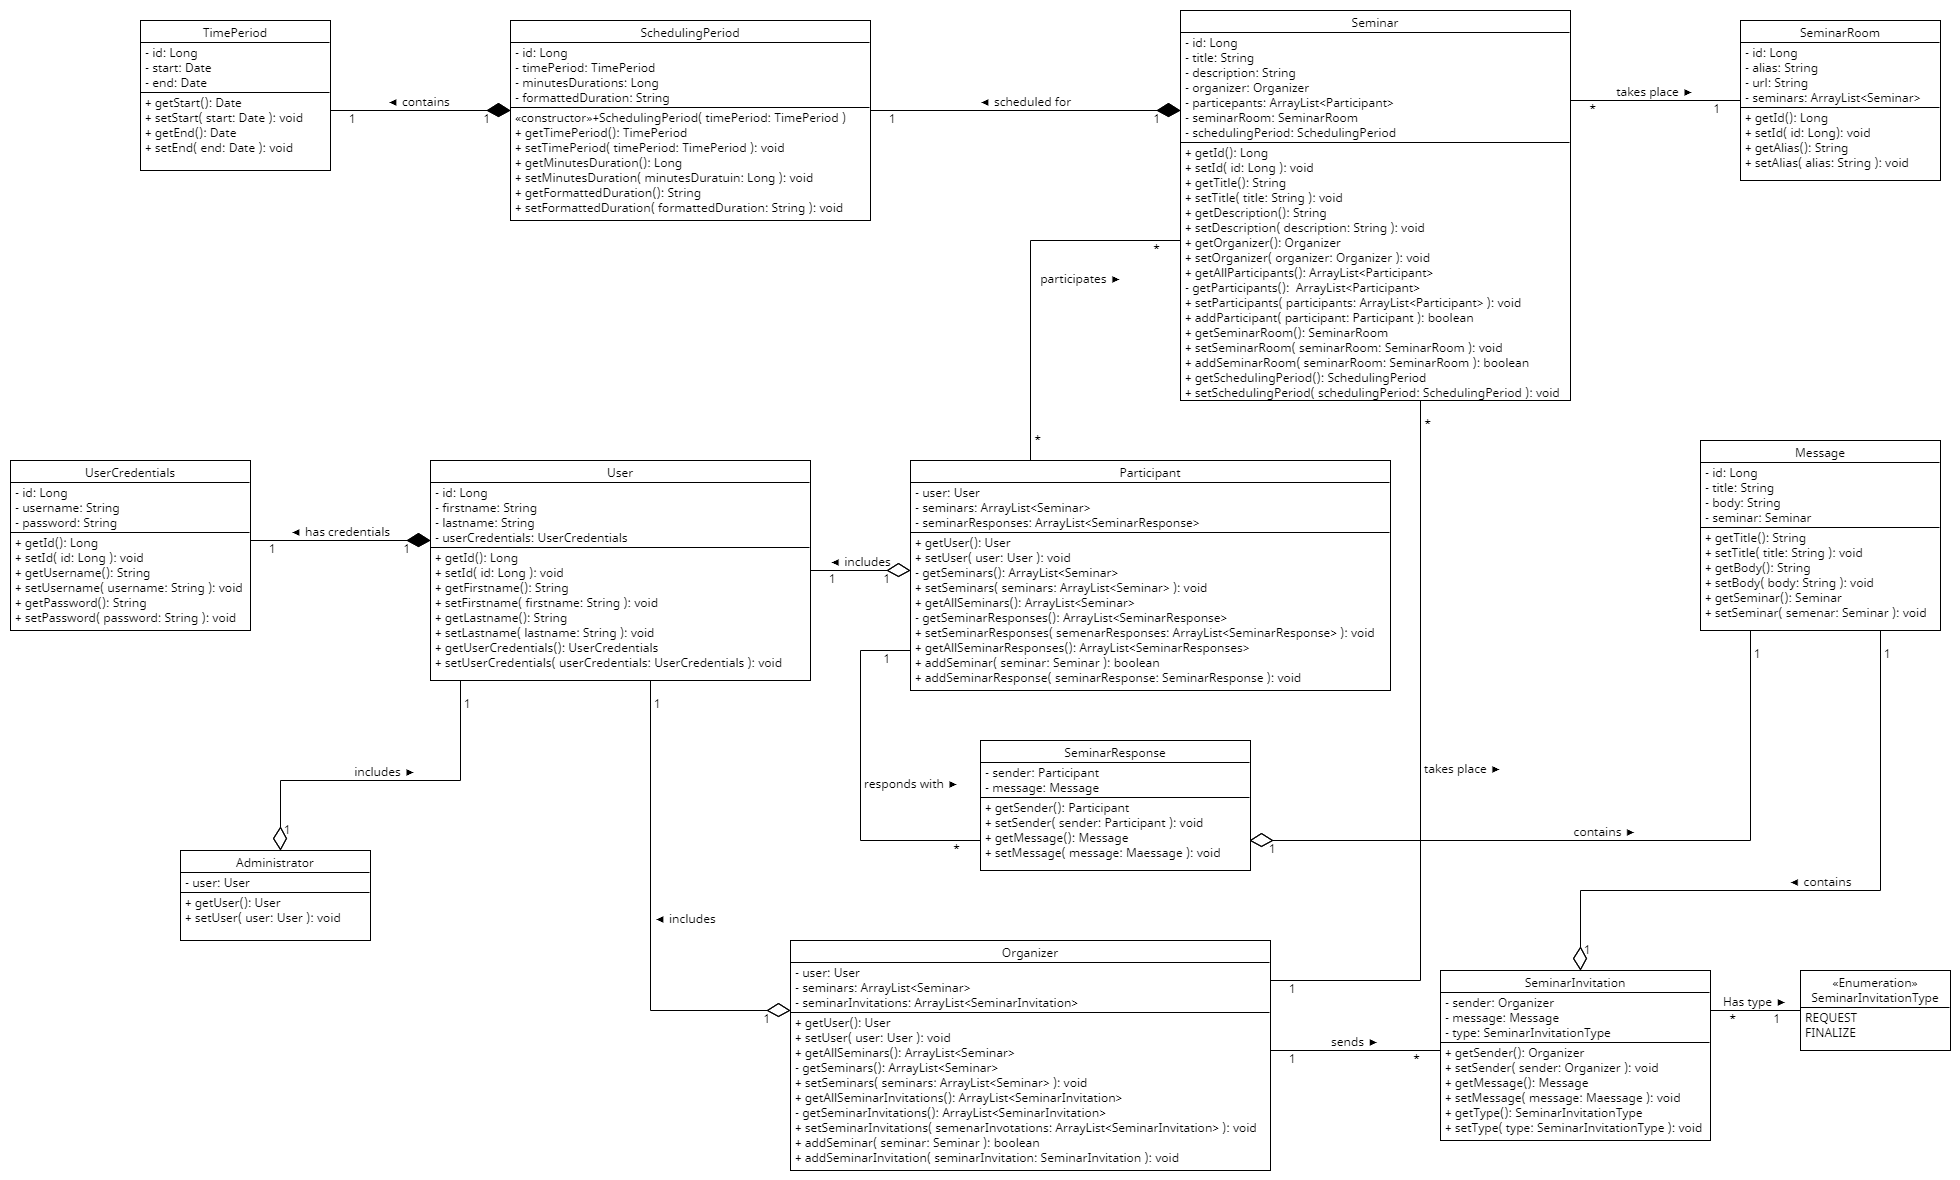 TimePeriod
- id: Long
- start: Date
- end: Date
+ getStart(): Date
+ setStart( start: Date ): void
+ getEnd(): Date
+ setEnd( end: Date ): void
◄ contains
1
1
SchedulingPeriod
- id: Long
- timePeriod: TimePeriod
- minutesDurations: Long
- formattedDuration: String
«constructor»+SchedulingPeriod( timePeriod: TimePeriod )
+ getTimePeriod(): TimePeriod
+ setTimePeriod( timePeriod: TimePeriod ): void
+ getMinutesDuration(): Long
+ setMinutesDuration( minutesDuratuin: Long ): void
+ getFormattedDuration(): String
+ setFormattedDuration( formattedDuration: String ): void
◄ scheduled for
1
1
Seminar
- id: Long
- title: String
- description: String
- organizer: Organizer
- particepants: ArrayList<Participant>
- seminarRoom: SeminarRoom
- schedulingPeriod: SchedulingPeriod
+ getId(): Long
+ setId( id: Long ): void
+ getTitle(): String
+ setTitle( title: String ): void
+ getDescription(): String
+ setDescription( description: String ): void
+ getOrganizer(): Organizer
+ setOrganizer( organizer: Organizer ): void
+ getAllParticipants(): ArrayList<Participant>
- getParticipants():  ArrayList<Participant>
+ setParticipants( participants: ArrayList<Participant> ): void
+ addParticipant( participant: Participant ): boolean
+ getSeminarRoom(): SeminarRoom
+ setSeminarRoom( seminarRoom: SeminarRoom ): void
+ addSeminarRoom( seminarRoom: SeminarRoom ): boolean
+ getSchedulingPeriod(): SchedulingPeriod
+ setSchedulingPeriod( schedulingPeriod: SchedulingPeriod ): void
takes place ►
*
1
SeminarRoom
- id: Long
- alias: String
- url: String
- seminars: ArrayList<Seminar>
+ getId(): Long
+ setId( id: Long): void
+ getAlias(): String
+ setAlias( alias: String ): void
*
participates ►
*
*
UserCredentials
- id: Long
- username: String
- password: String
+ getId(): Long
+ setId( id: Long ): void
+ getUsername(): String
+ setUsername( username: String ): void
+ getPassword(): String
+ setPassword( password: String ): void
◄ has credentials
1
1
User
- id: Long
- firstname: String
- lastname: String
- userCredentials: UserCredentials
+ getId(): Long
+ setId( id: Long ): void
+ getFirstname(): String
+ setFirstname( firstname: String ): void
+ getLastname(): String
+ setLastname( lastname: String ): void
+ getUserCredentials(): UserCredentials
+ setUserCredentials( userCredentials: UserCredentials ): void
◄ includes
1
1
Participant
- user: User
- seminars: ArrayList<Seminar>
- seminarResponses: ArrayList<SeminarResponse>
+ getUser(): User
+ setUser( user: User ): void
- getSeminars(): ArrayList<Seminar>
+ setSeminars( seminars: ArrayList<Seminar> ): void
+ getAllSeminars(): ArrayList<Seminar>
- getSeminarResponses(): ArrayList<SeminarResponse>
+ setSeminarResponses( semenarResponses: ArrayList<SeminarResponse> ): void
+ getAllSeminarResponses(): ArrayList<SeminarResponses>
+ addSeminar( seminar: Seminar ): boolean
+ addSeminarResponse( seminarResponse: SeminarResponse ): void
Message
- id: Long
- title: String
- body: String
- seminar: Seminar
+ getTitle(): String
+ setTitle( title: String ): void
+ getBody(): String
+ setBody( body: String ): void
+ getSeminar(): Seminar
+ setSeminar( semenar: Seminar ): void
1
1
1
1
1
includes ►
1
responds with ►
*
SeminarResponse
- sender: Participant
- message: Message
+ getSender(): Participant
+ setSender( sender: Participant ): void
+ getMessage(): Message
+ setMessage( message: Maessage ): void
takes place ►
contains ►
1
Administrator
- user: User
+ getUser(): User
+ setUser( user: User ): void
◄ contains
1
◄ includes
1
Organizer
- user: User
- seminars: ArrayList<Seminar>
- seminarInvitations: ArrayList<SeminarInvitation>
+ getUser(): User
+ setUser( user: User ): void
+ getAllSeminars(): ArrayList<Seminar>
- getSeminars(): ArrayList<Seminar>
+ setSeminars( seminars: ArrayList<Seminar> ): void
+ getAllSeminarInvitations(): ArrayList<SeminarInvitation>
- getSeminarInvitations(): ArrayList<SeminarInvitation>
+ setSeminarInvitations( semenarInvotations: ArrayList<SeminarInvitation> ): void
+ addSeminar( seminar: Seminar ): boolean
+ addSeminarInvitation( seminarInvitation: SeminarInvitation ): void
1
sends ►
1
*
SeminarInvitation
- sender: Organizer
- message: Message
- type: SeminarInvitationType
+ getSender(): Organizer
+ setSender( sender: Organizer ): void
+ getMessage(): Message
+ setMessage( message: Maessage ): void
+ getType(): SeminarInvitationType
+ setType( type: SeminarInvitationType ): void
Has type ►
*
1
«Enumeration»
SeminarInvitationType
REQUEST
FINALIZE